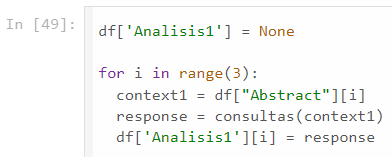 In [49]:
df['Analisis1'] = None
for i in range(3):
  context1 = df["Abstract"][i]
  response = consultas(context1)
  df['Analisis1'][i] = response